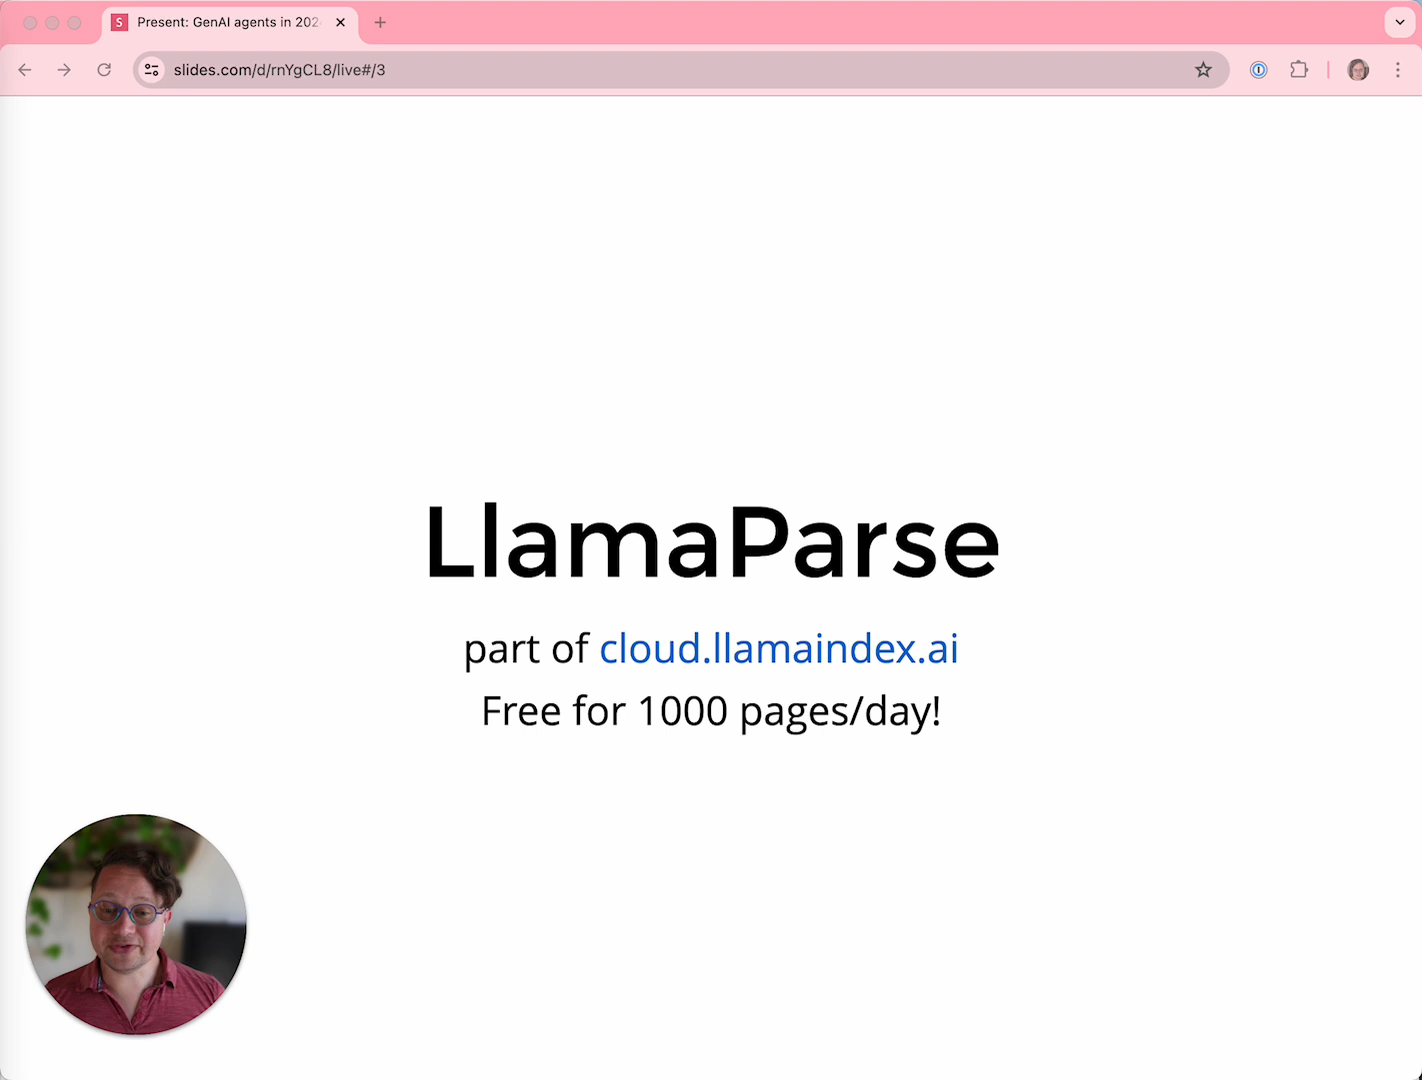 S
Present: GenAI agents in 202
slides.com/d/rnYgCL8/live#/3
LlamaParse
part of cloud.llamaindex.ai
Free for 1000 pages/day!